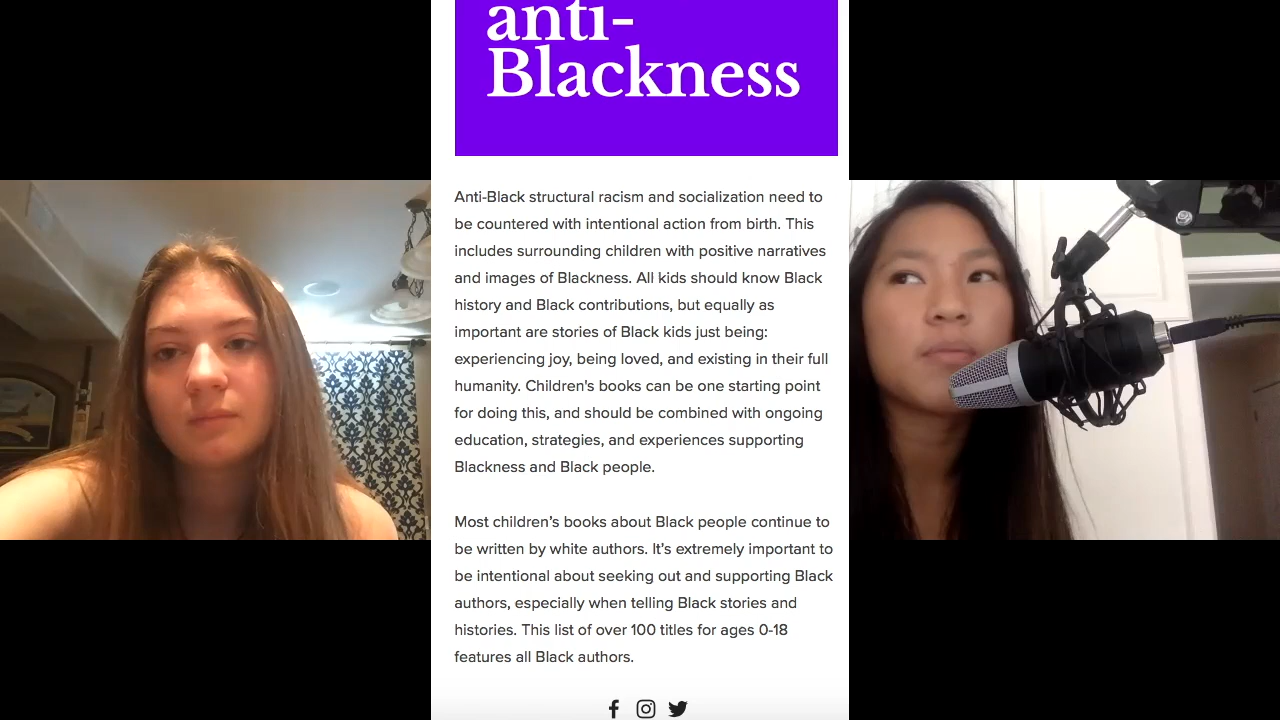 anti-
Blackness
Anti-Black structural racism and socialization need to
be countered with intentional action from birth. This
includes surrounding children with positive narratives
and images of Blackness. All kids should know Black
history and Black contributions, but equally as
important are stories of Black kids just being:
experiencing joy, being loved, and existing in their full
humanity. Children's books can be one starting point
for doing this, and should be combined with ongoing
education, strategies, and experiences supporting
Blackness and Black people.
Most children’s books about Black people continue to
be written by white authors. It’s extremely important to
be intentional about seeking out and supporting Black
authors, especially when telling Black stories and
histories. This list of over 100 titles for ages 0-18
features all Black authors.